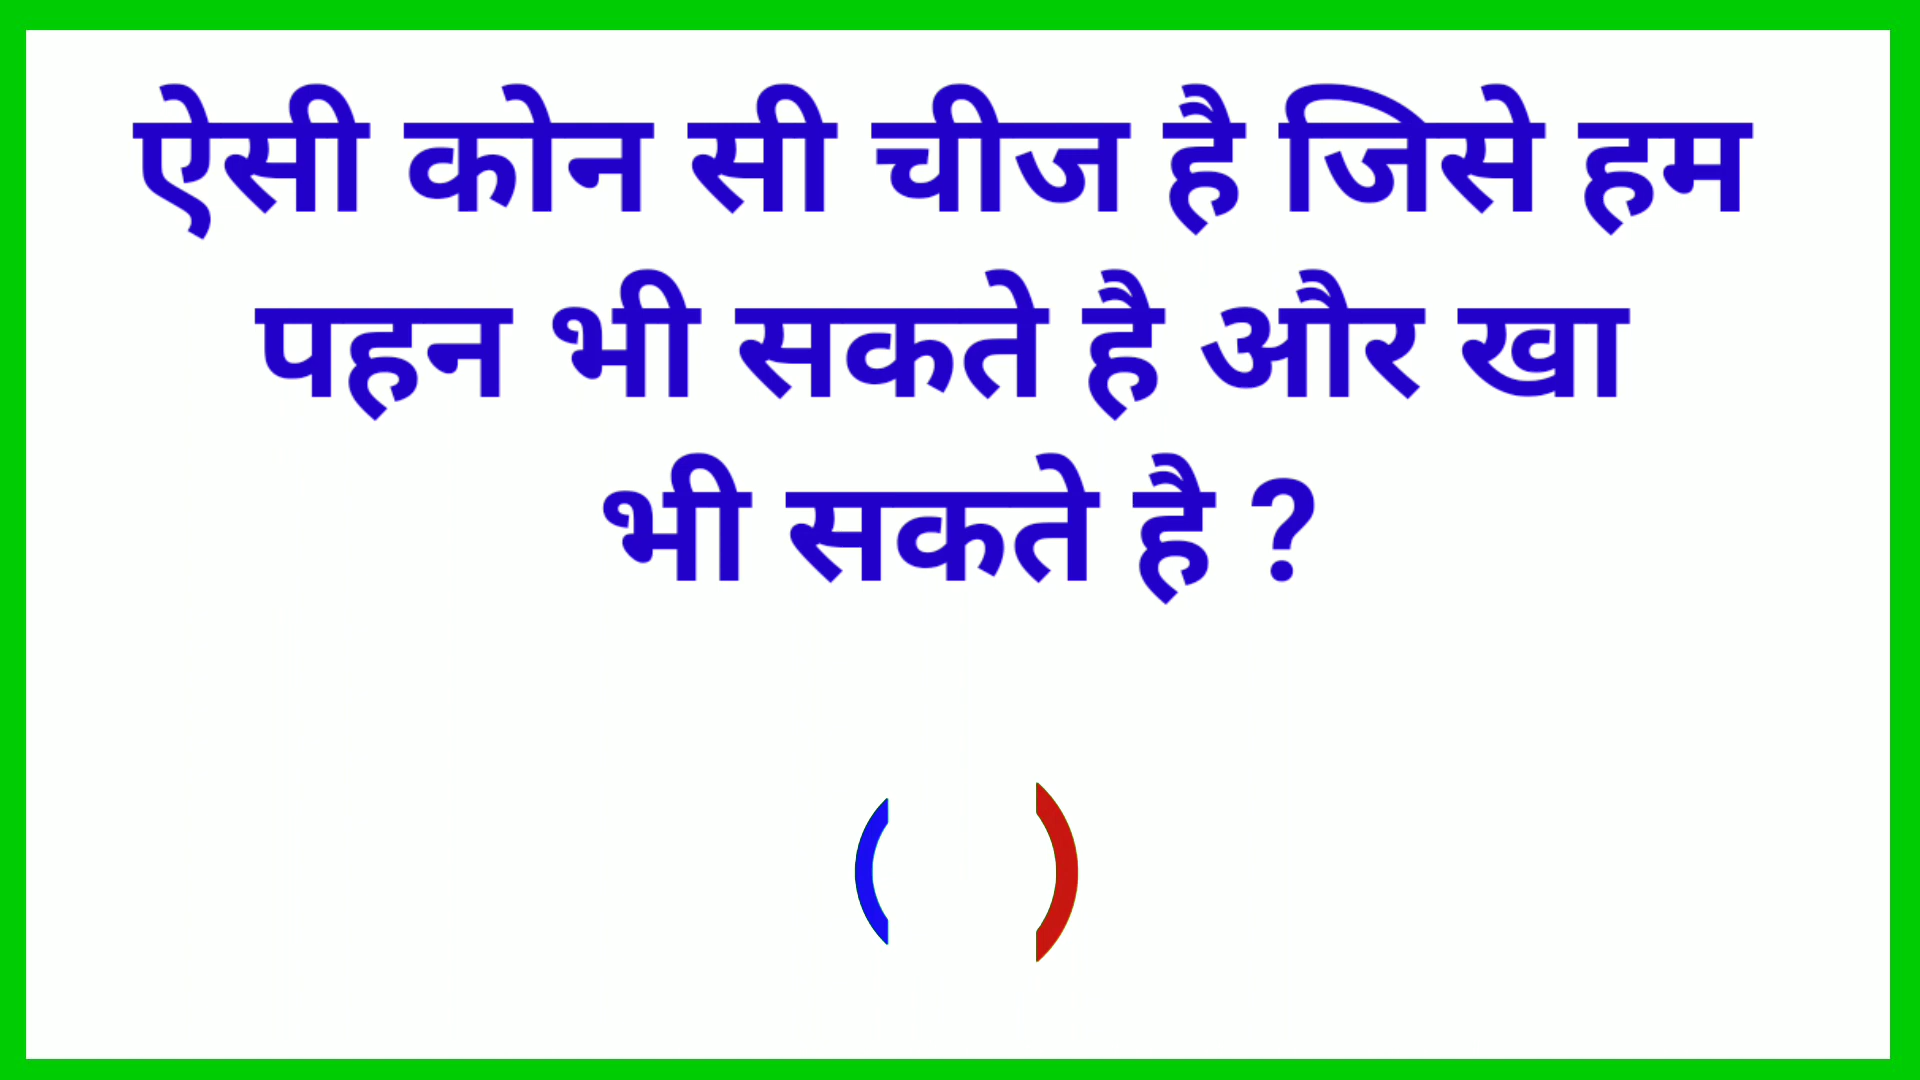 ऐसी कोन सी चीज है जिसे हम
पहन भी सकते है और खा
भी सकते है ?